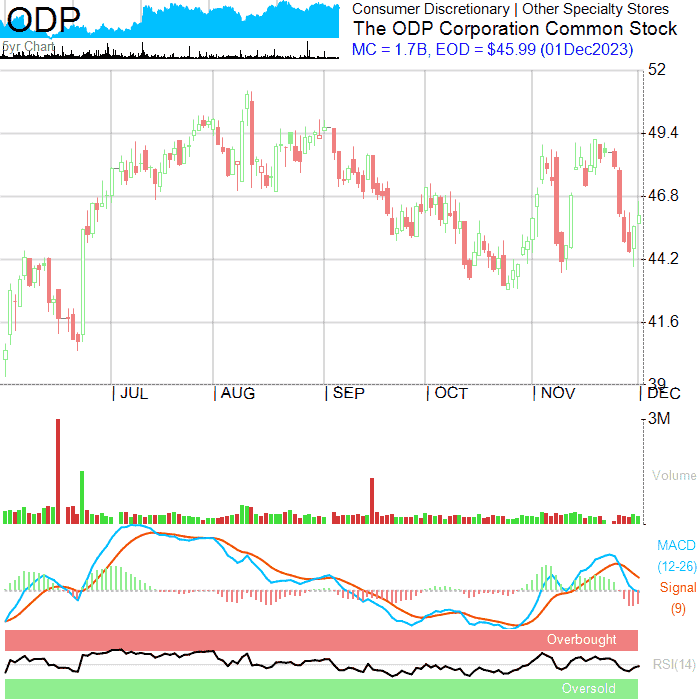 ODP
5yr Chart
Consumer Discretionary | Other Specialty Stores
The ODP Corporation Common Stock
MC = 1.7B, EOD = $45.99 (01Dec2023)
52
49.4
46.8
44.2
41.6
39
JUL AUG SEP OCT NOV DEC
3M
Volume
MACD
(12-26)
Signal
(9)
Overbought
RSI(14)
Oversold